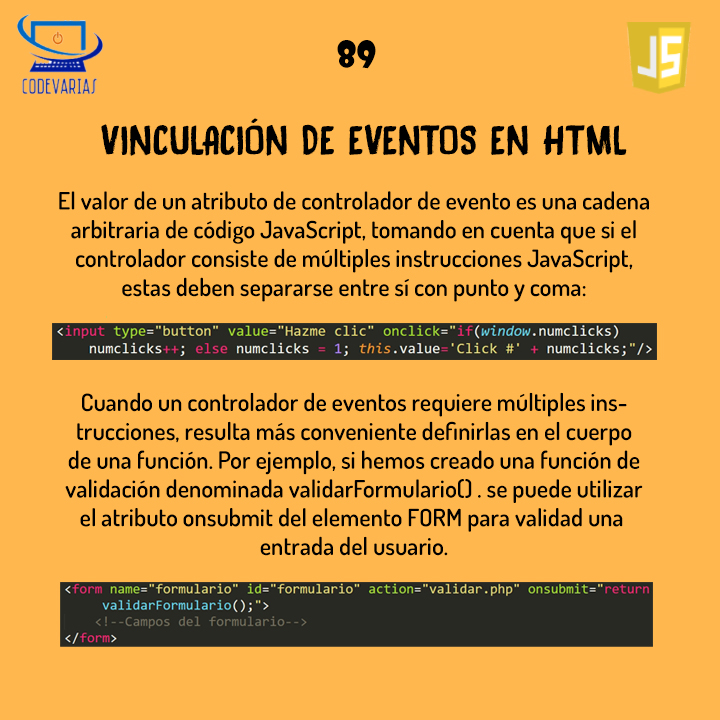 CODEVARIAS
89
JS
VINCULACIÓN DE EVENTOS EN HTML
El valor de un atributo de controlador de evento es una cadena
arbitraria de código JavaScript, tomando en cuenta que si el
controlador consiste de múltiples instrucciones JavaScript,
estas deben separarse entre sí con punto y coma:
<input type="button" value="Hazme clic" onclick="if(window.numclicks)
numclicks++; else numclicks = 1; this.value='Click #' + numclicks;"/>
Cuando un controlador de eventos requiere múltiples ins-
trucciones, resulta más conveniente definirlas en el cuerpo
de una función. Por ejemplo, si hemos creado una función de
validación denominada validarFormulario() . se puede utilizar
el atributo onsubmit del elemento FORM para validad una
entrada del usuario.
<form name="formulario" id="formulario" action="validar.php" onsubmit="return
validarFormulario();">
<!--Campos del formulario-->
</form>